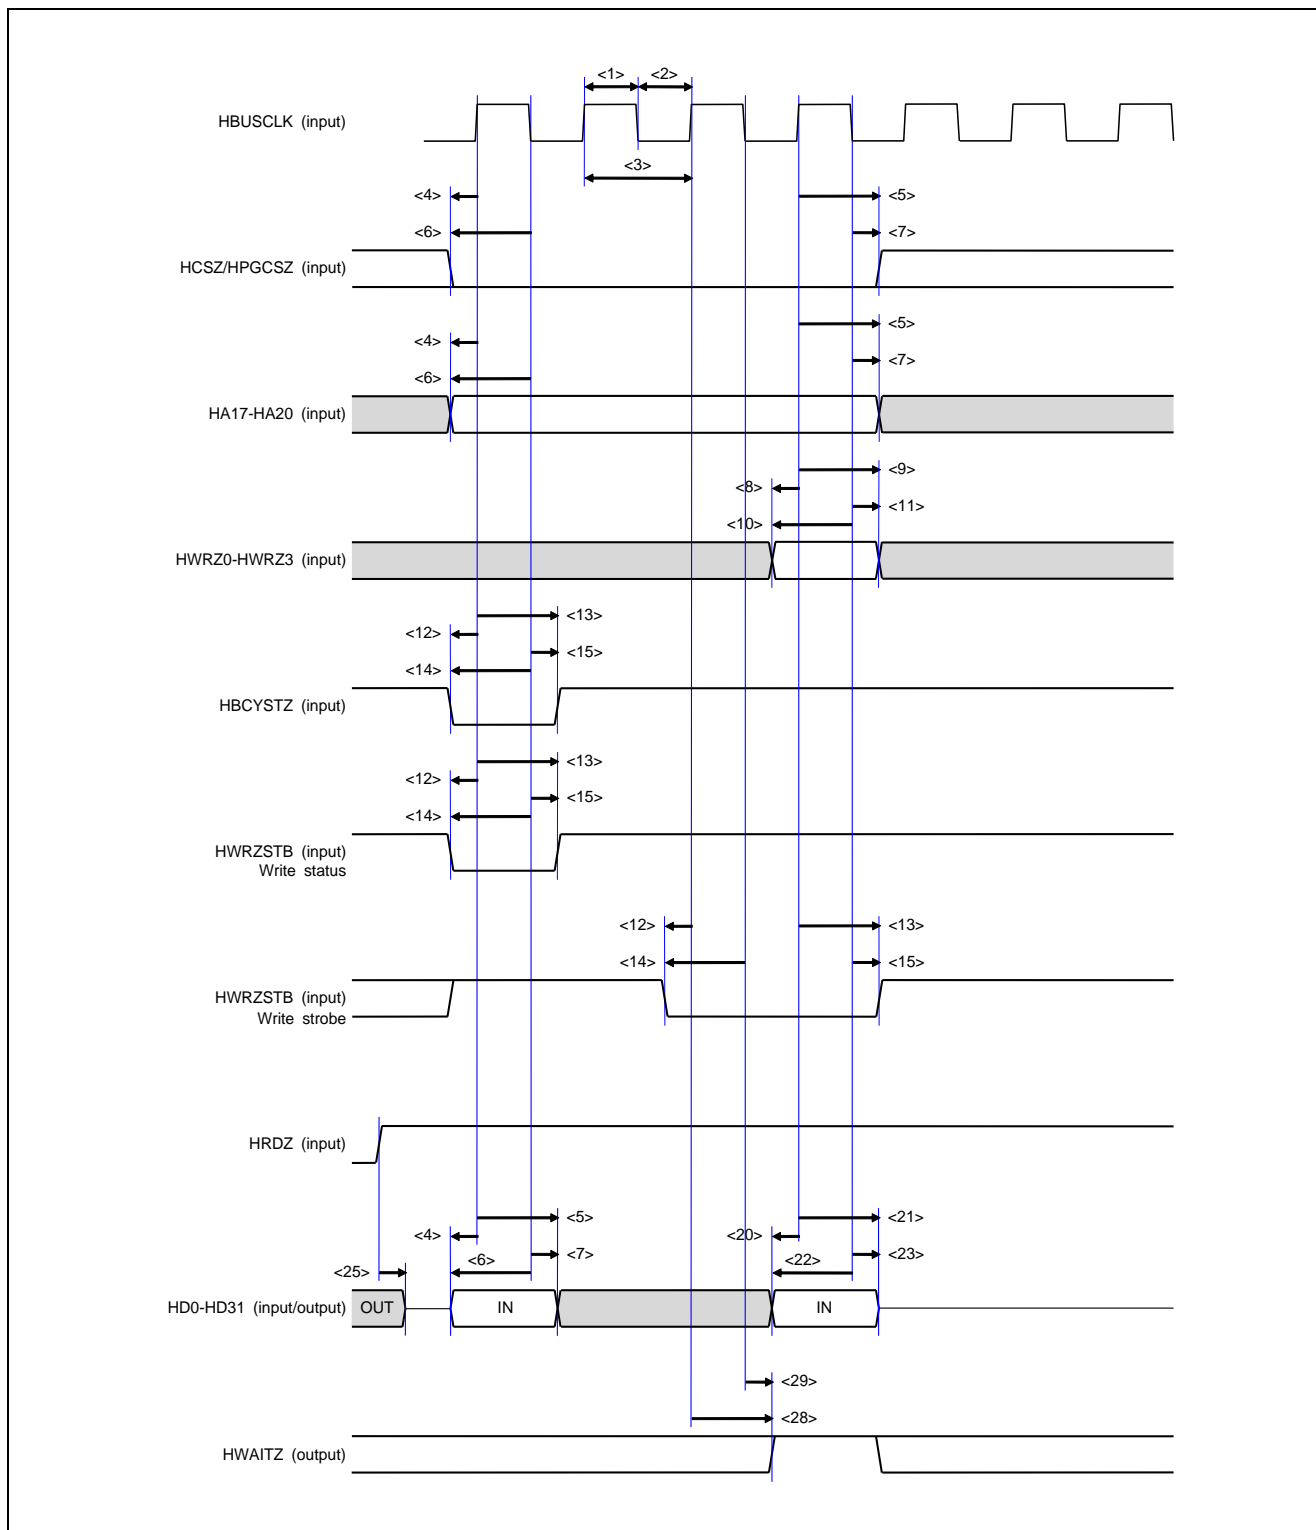 <1> <2>
HBUSCLK (input)
<3>
<4> <5>
<6> <7>
HCSZ/HPGCSZ (input)
<5>
<4>
<7>
<6>
HA17-HA20 (input)
<9>
<8>
<11>
<10>
HWRZ0-HWRZ3 (input)
<13>
<12>
<15>
<14>
HBCYSTZ (input)
<13>
<12>
<15>
<14>
HWRZSTB (input)
Write status
<12> <13>
<14> <15>
HWRZSTB (input)
Write strobe
HRDZ (input)
<5> <21>
<4> <20>
<7> <23>
<6> <22>
<25>
HD0-HD31 (input/output) OUT IN IN
<29>
<28>
HWAITZ (output)